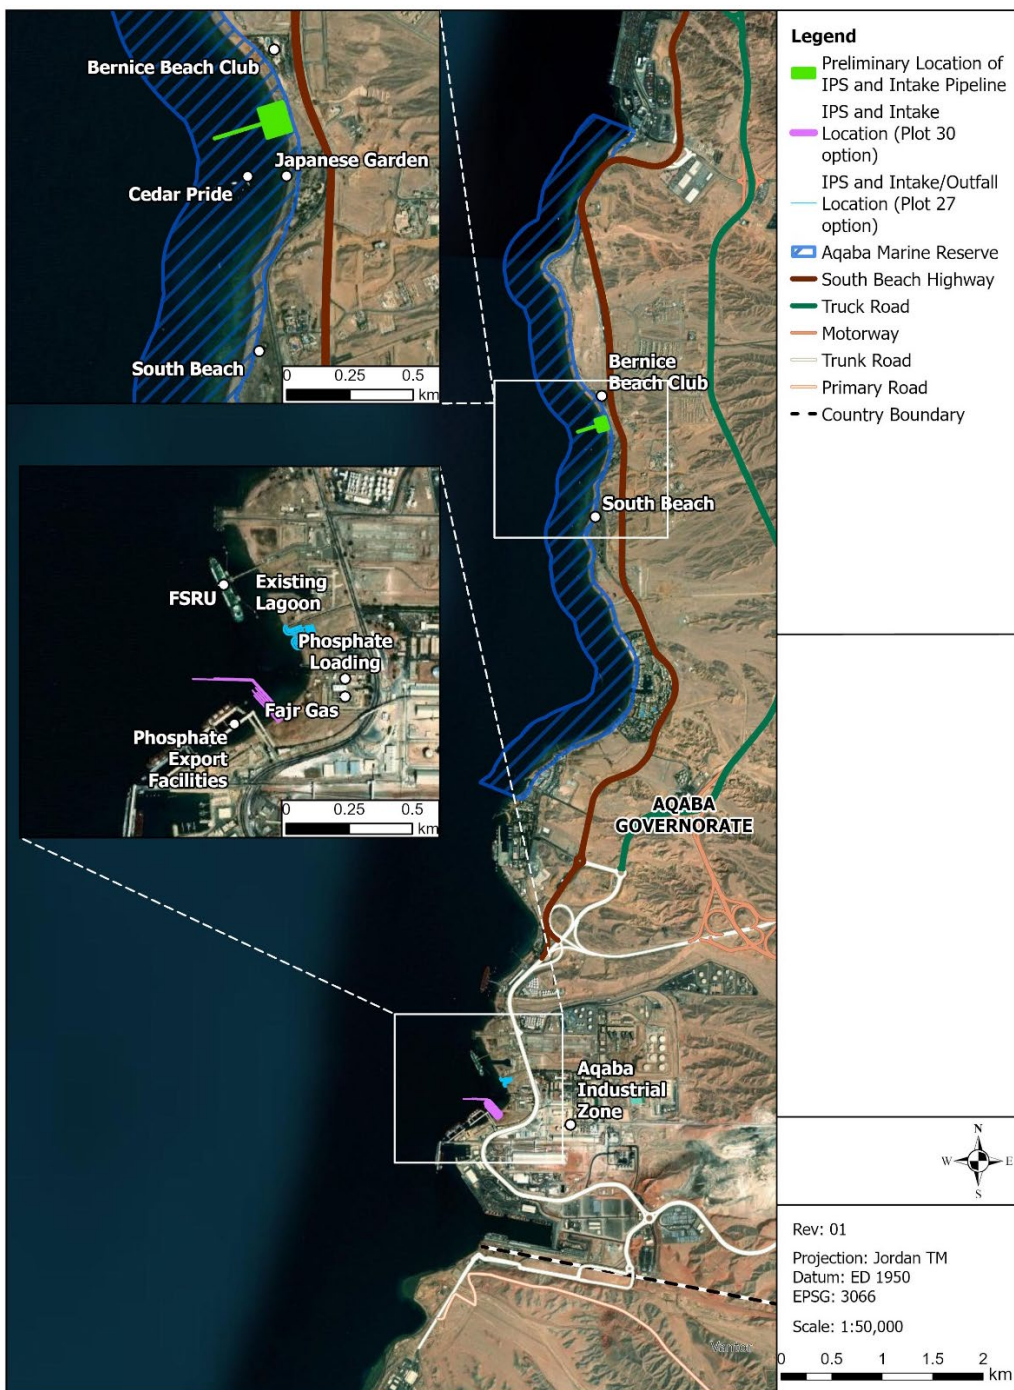 Bernice Beach Club
Japanese Garden
Cedar Pride
South Beach
0 0.25 0.5
km
FSRU
Existing
Lagoon
Phosphate
Loading
Fajr Gas
Phosphate
Export
Facilities
0 0.25 0.5
km
Bernice
Beach Club
South Beach
AQABA
GOVERNORATE
Aqaba
Industrial
Zone
Legend
Preliminary Location of
IPS and Intake Pipeline
IPS and Intake
Location (Plot 30
option)
IPS and Intake/Outfall
Location (Plot 27
option)
Aqaba Marine Reserve
South Beach Highway
Truck Road
Motorway
Trunk Road
Primary Road
Country Boundary
N
W E
S
Rev: 01
Projection: Jordan TM
Datum: ED 1950
EPSG: 3066
Scale: 1:50,000
0 0.5 1 1.5 2
km